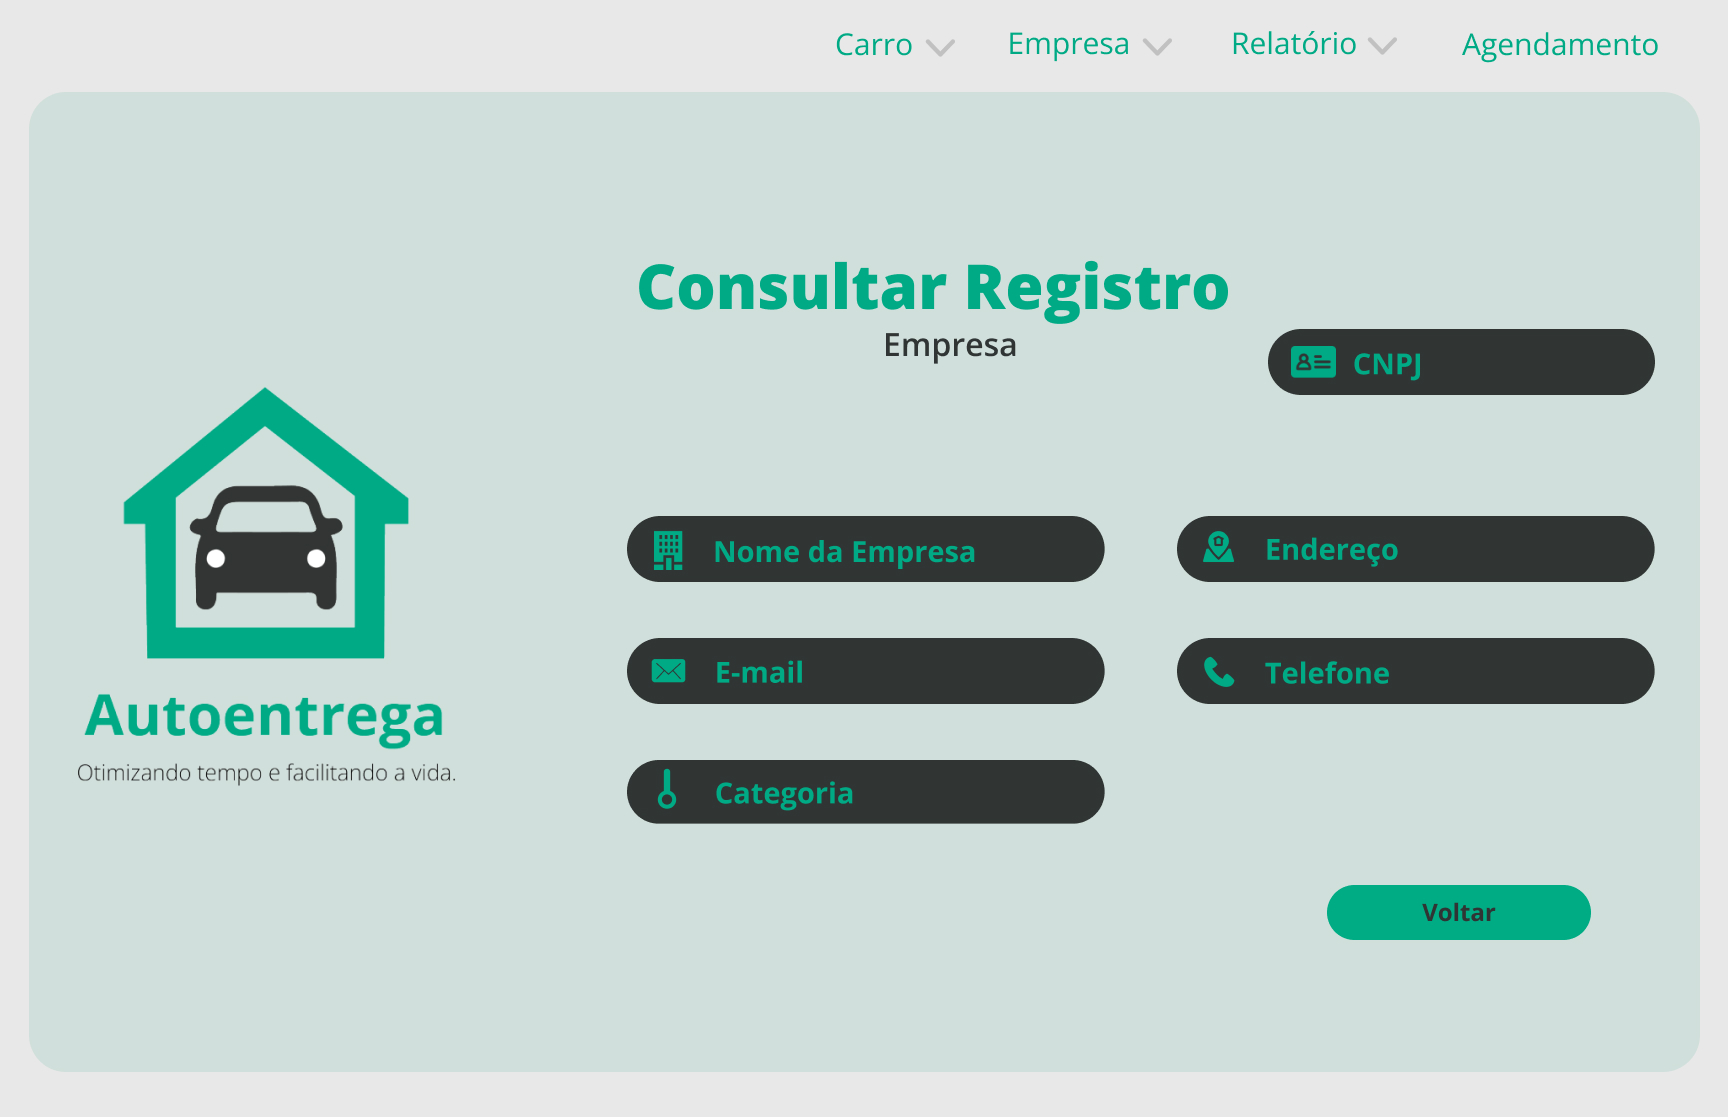 Carro
Empresa
Relatório
Agendamento
Consultar Registro
Empresa
CNPJ
Nome da Empresa
Endereço
E-mail
Telefone
Categoria
Autoentrega
Otimizando tempo e facilitando a vida.
Voltar